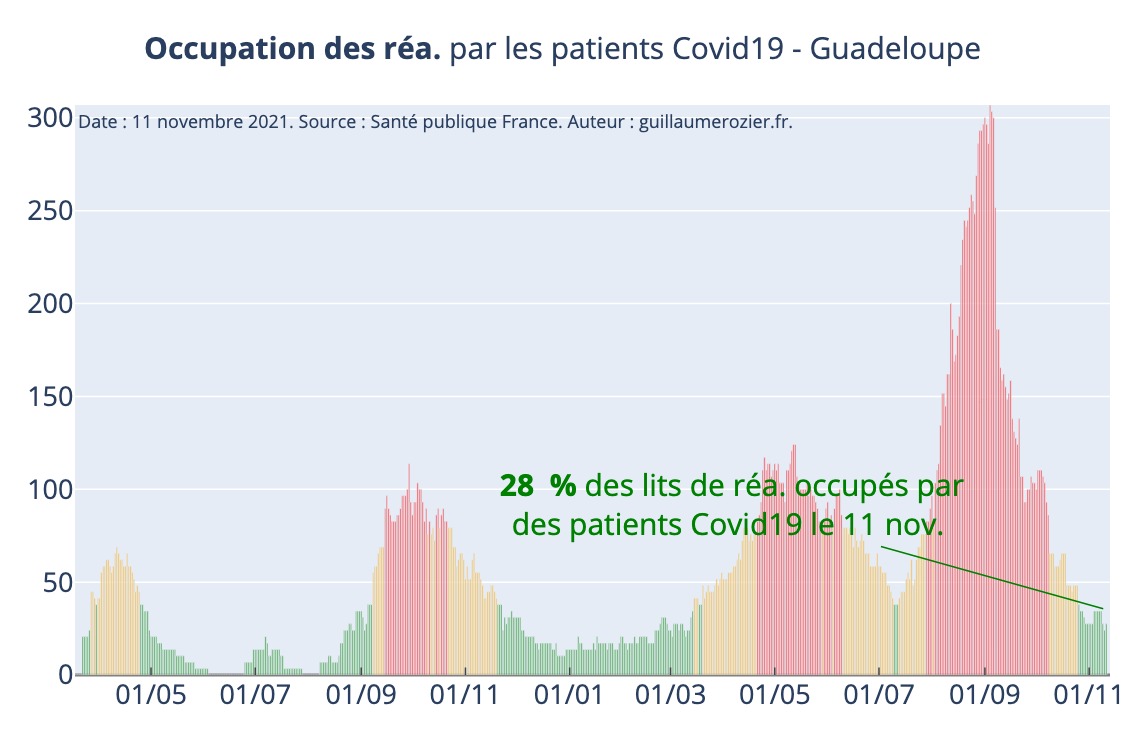 Occupation des réa. par les patients Covid19 - Guadeloupe
300
Date : 11 novembre 2021. Source : Santé publique France. Auteur : guillaumerozier.fr.
250
200
150
100
28 % des lits de réa. occupés par
des patients Covid19 le 11 nov.
50
0
01/05 01/07 01/09 01/11 01/01 01/03 01/05 01/07 01/09 01/11